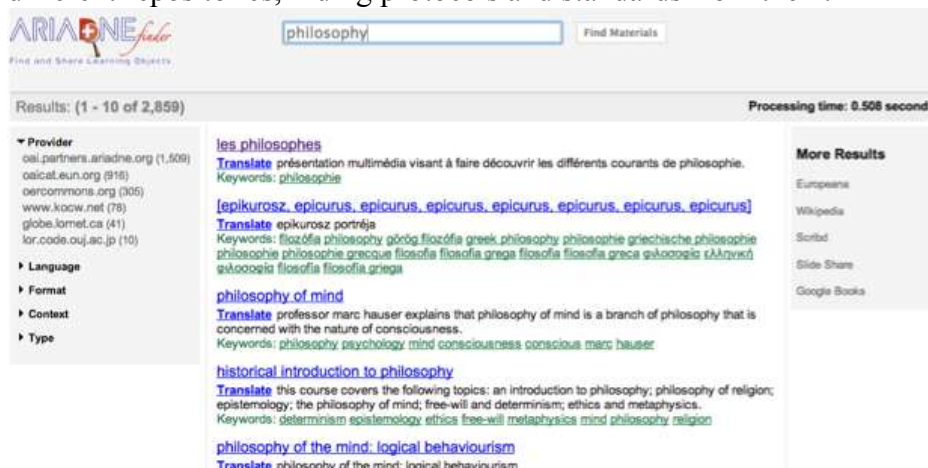 ARIADNE finder
Find and Share Learning Objects
philosophy
Find Materials
Results: (1 - 10 of 2,859)
Processing time: 0.508 second
Provider
oai.partners.ariadne.org (1,509)
oaicat.eun.org (916)
oercommons.org (305)
www.kocw.net (78)
globe.lornet.ca (41)
lor.code.ouj.ac.jp (10)
Language
Format
Context
Type
les philosophes
Translate présentation multimédia visant à faire découvrir les différents courants de philosophie.
Keywords: philosophie
[epikurosz, epicurus, epicurus, epicurus, epicurus, epicurus, epicurus, epicurus]
Translate epikurosz portréja
Keywords: filozófia philosophy görög filozófia greek philosophy philosophie griechische philosophie
philosophie philosophie grecque filosofia filosofia grega filosofia filosofia greca φιλοσοφία ελληνική
φιλοσοφία filosofía filosofía griega
philosophy of mind
Translate professor marc hauser explains that philosophy of mind is a branch of philosophy that is
concerned with the nature of consciousness.
Keywords: philosophy psychology mind consciousness conscious marc hauser
historical introduction to philosophy
Translate this course covers the following topics: an introduction to philosophy; philosophy of religion;
epistemology; the philosophy of mind; free-will and determinism; ethics and metaphysics.
Keywords: determinism epistemology ethics free-will metaphysics mind philosophy religion
philosophy of the mind: logical behaviourism
Translate philosophy of the mind: logical behaviourism
More Results
Europeana
Wikipedia
Scribd
Slide Share
Google Books